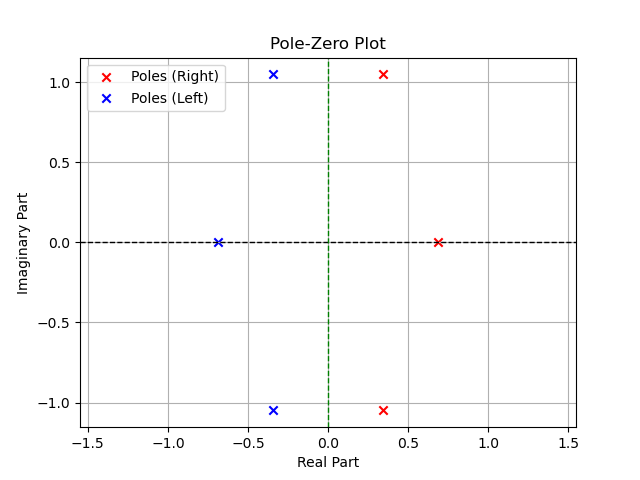 Pole-Zero Plot
Poles (Right)
Poles (Left)
Imaginary Part
1.0
0.5
0.0
−0.5
−1.0
−1.5 −1.0 −0.5 0.0 0.5 1.0 1.5
Real Part